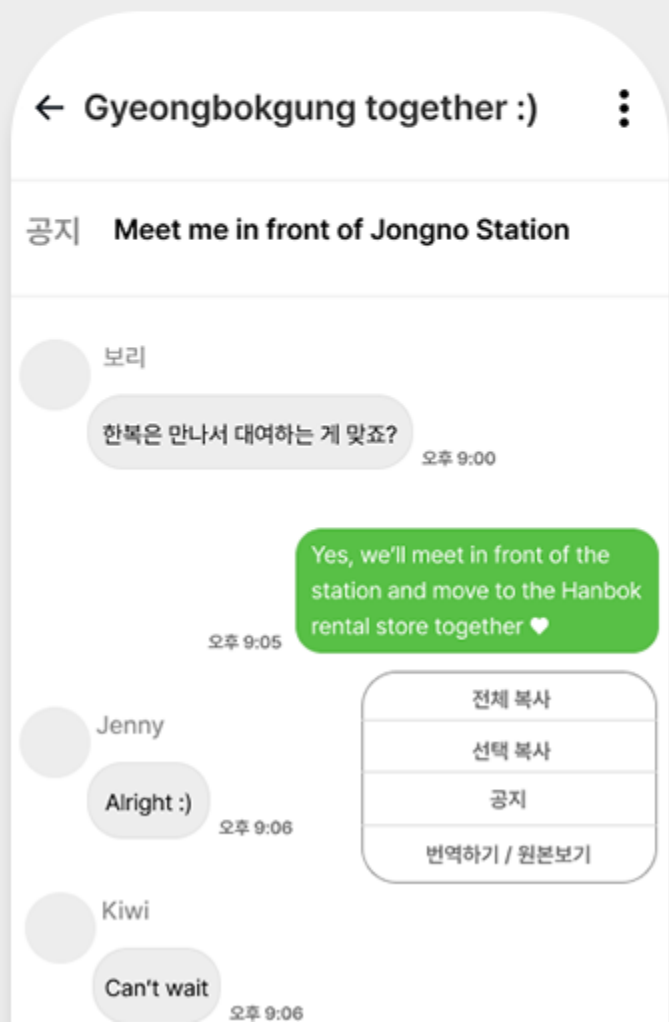 Gyeongbokgung together :)
공지 Meet me in front of Jongno Station
보리
한복은 만나서 대여하는 게 맞죠?
오후 9:00
Yes, we'll meet in front of the
station and move to the Hanbok
rental store together ♥
오후 9:05
전체 복사
선택 복사
공지
번역하기 / 원본보기
Jenny
Alright :)
오후 9:06
Kiwi
Can't wait
오후 9:06